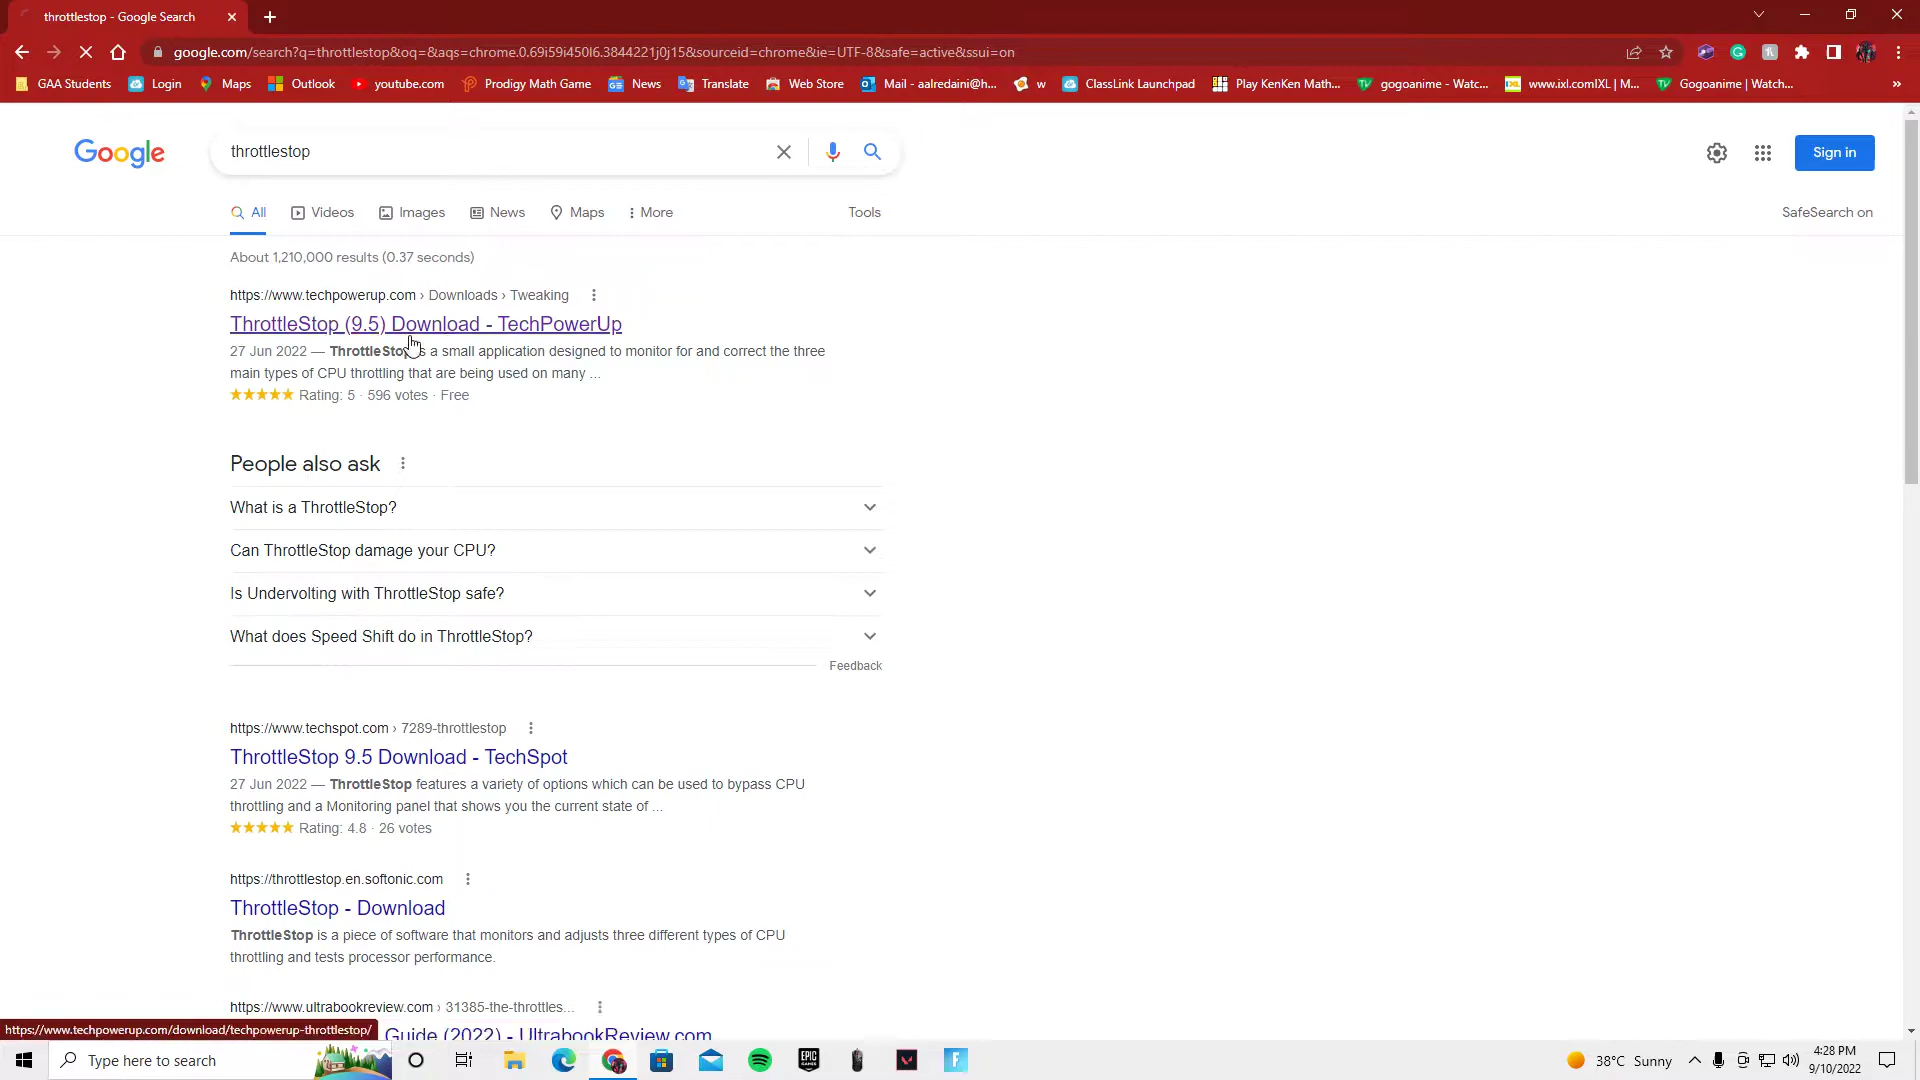 throttlestop - Google Search
google.com/search?q=throttlestop&oq=&aqs=chrome.0.69i59i450l6.3844221j0j15&sourceid=chrome&ie=UTF-8&safe=active&ssui=on
GAA Students Login Maps Outlook youtube.com Prodigy Math Game News Translate Web Store Mail - aalredaini@h... w ClassLink Launchpad Play KenKen Math... gogoanime - Watc... www.ixl.comIXL | M... Gogoanime | Watch... »
Google throttlestop Sign in
All Videos Images News Maps More Tools SafeSearch on
About 1,210,000 results (0.37 seconds)
https://www.techpowerup.com › Downloads › Tweaking
ThrottleStop (9.5) Download - TechPowerUp
27 Jun 2022 — ThrottleStop is a small application designed to monitor for and correct the three
main types of CPU throttling that are being used on many ...
Rating: 5 · 596 votes · Free
People also ask
What is a ThrottleStop?
Can ThrottleStop damage your CPU?
Is Undervolting with ThrottleStop safe?
What does Speed Shift do in ThrottleStop?
Feedback
https://www.techspot.com › 7289-throttlestop
ThrottleStop 9.5 Download - TechSpot
27 Jun 2022 — ThrottleStop features a variety of options which can be used to bypass CPU
throttling and a Monitoring panel that shows you the current state of ...
Rating: 4.8 · 26 votes
https://throttlestop.en.softonic.com
ThrottleStop - Download
ThrottleStop is a piece of software that monitors and adjusts three different types of CPU
throttling and tests processor performance.
https://www.ultrabookreview.com › 31385-the-throttles...
Guide (2022) - UltrabookReview.com
https://www.techpowerup.com/download/techpowerup-throttlestop/
Type here to search EPIC GAMES 38°C Sunny 4:28 PM
9/10/2022